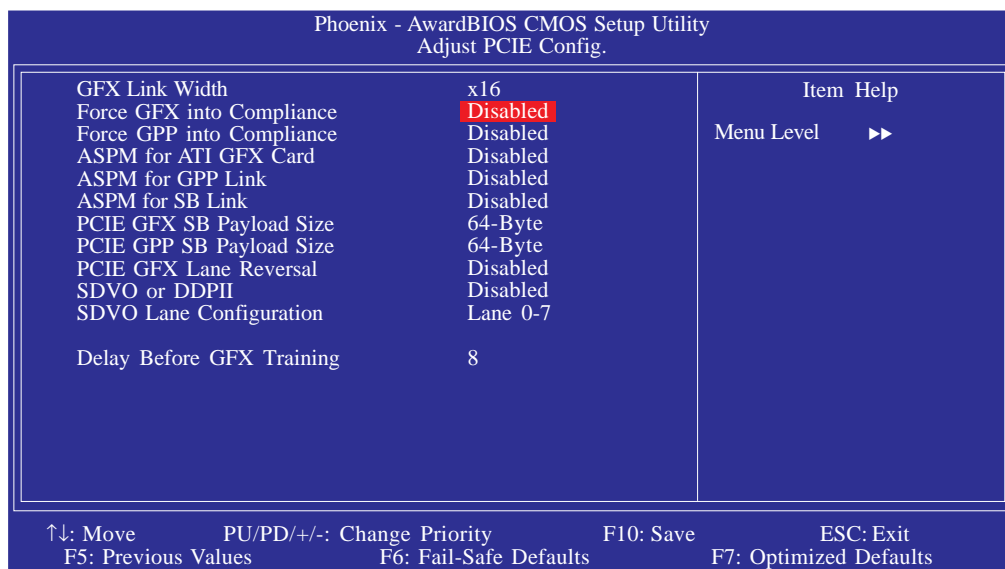 Phoenix - AwardBIOS CMOS Setup Utility
Adjust PCIE Config.
GFX Link Width x16
Force GFX into Compliance Disabled
Force GPP into Compliance Disabled
ASPM for ATI GFX Card Disabled
ASPM for GPP Link Disabled
ASPM for SB Link Disabled
PCIE GFX SB Payload Size 64-Byte
PCIE GPP SB Payload Size 64-Byte
PCIE GFX Lane Reversal Disabled
SDVO or DDPII Disabled
SDVO Lane Configuration Lane 0-7
Delay Before GFX Training 8
Item Help
Menu Level ▶▶
↑↓: Move PU/PD/+/-: Change Priority F10: Save ESC: Exit
F5: Previous Values F6: Fail-Safe Defaults F7: Optimized Defaults